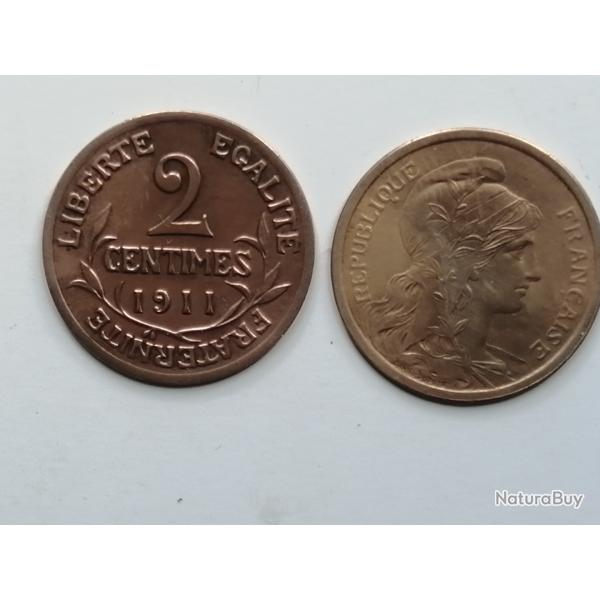 LIBERTE EGALITE
2
CENTIMES
1911
FRATERNITE
REPUBLIQUE FRANÇAISE
NaturaBuy